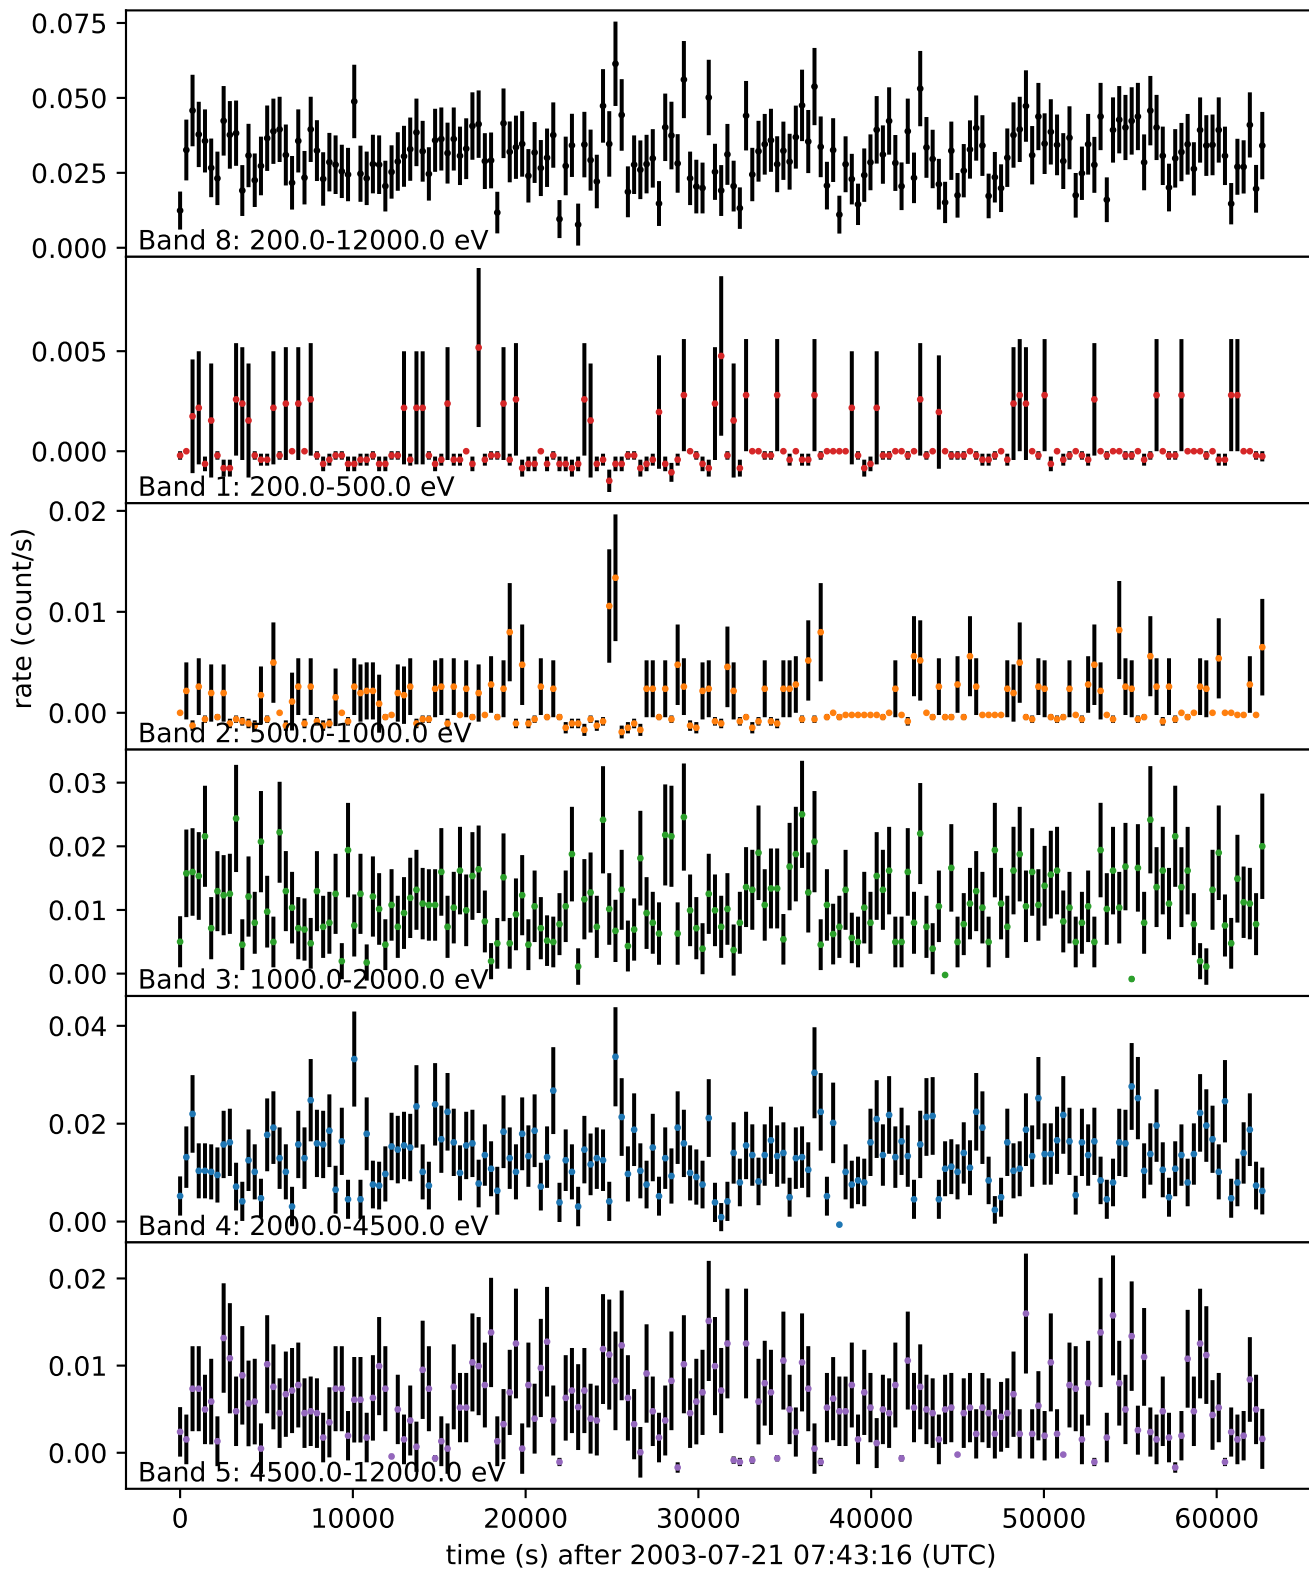 0.075
0.050
0.025
0.000
Band 8: 200.0-12000.0 eV
0.005
0.000
Band 1: 200.0-500.0 eV
0.02
0.01
0.00
Band 2: 500.0-1000.0 eV
rate (count/s)
0.03
0.02
0.01
0.00
Band 3: 1000.0-2000.0 eV
0.04
0.02
0.00
Band 4: 2000.0-4500.0 eV
0.02
0.01
0.00
Band 5: 4500.0-12000.0 eV
0 10000 20000 30000 40000 50000 60000
time (s) after 2003-07-21 07:43:16 (UTC)